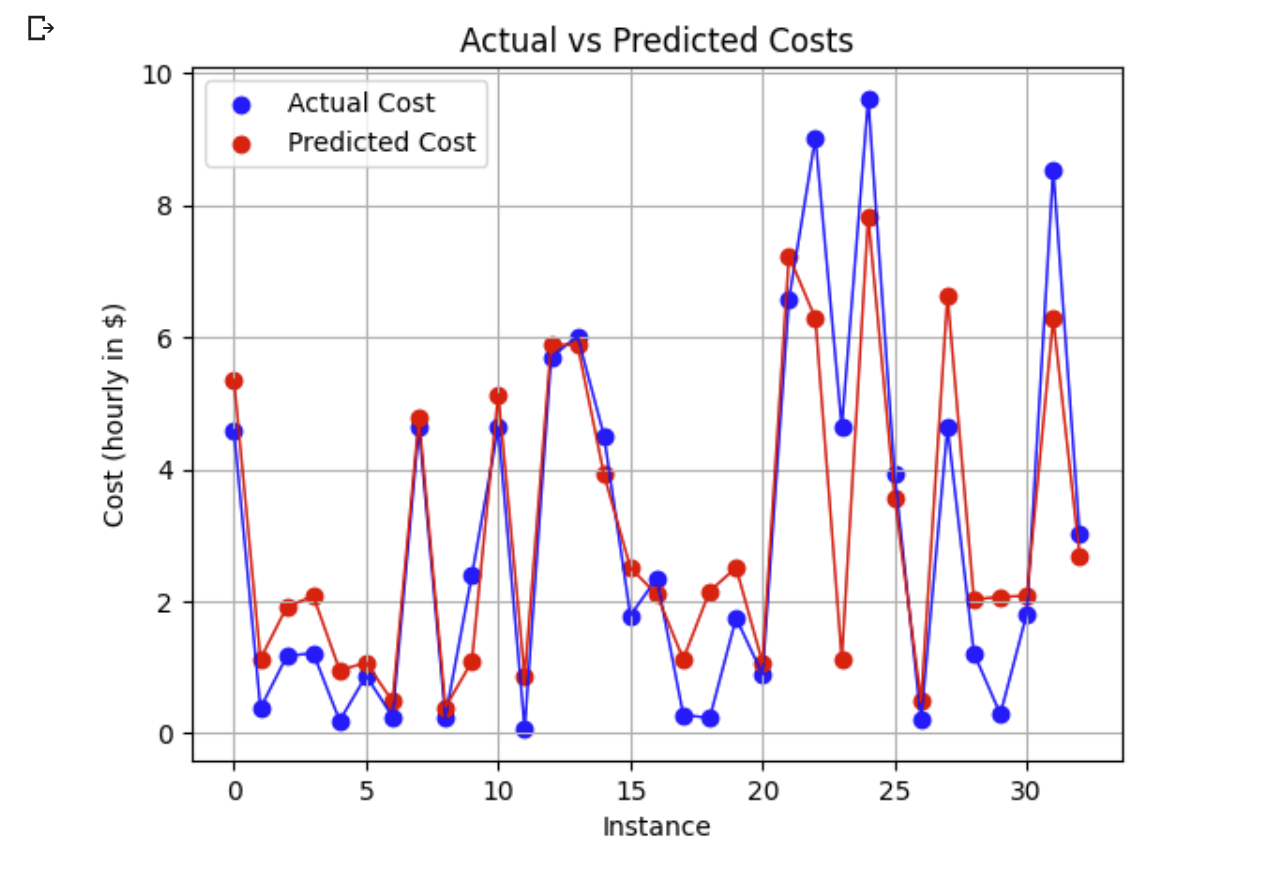 Actual vs Predicted Costs
10
Actual Cost
Predicted Cost
8
6
4
2
0
Cost (hourly in $)
0 5 10 15 20 25 30
Instance